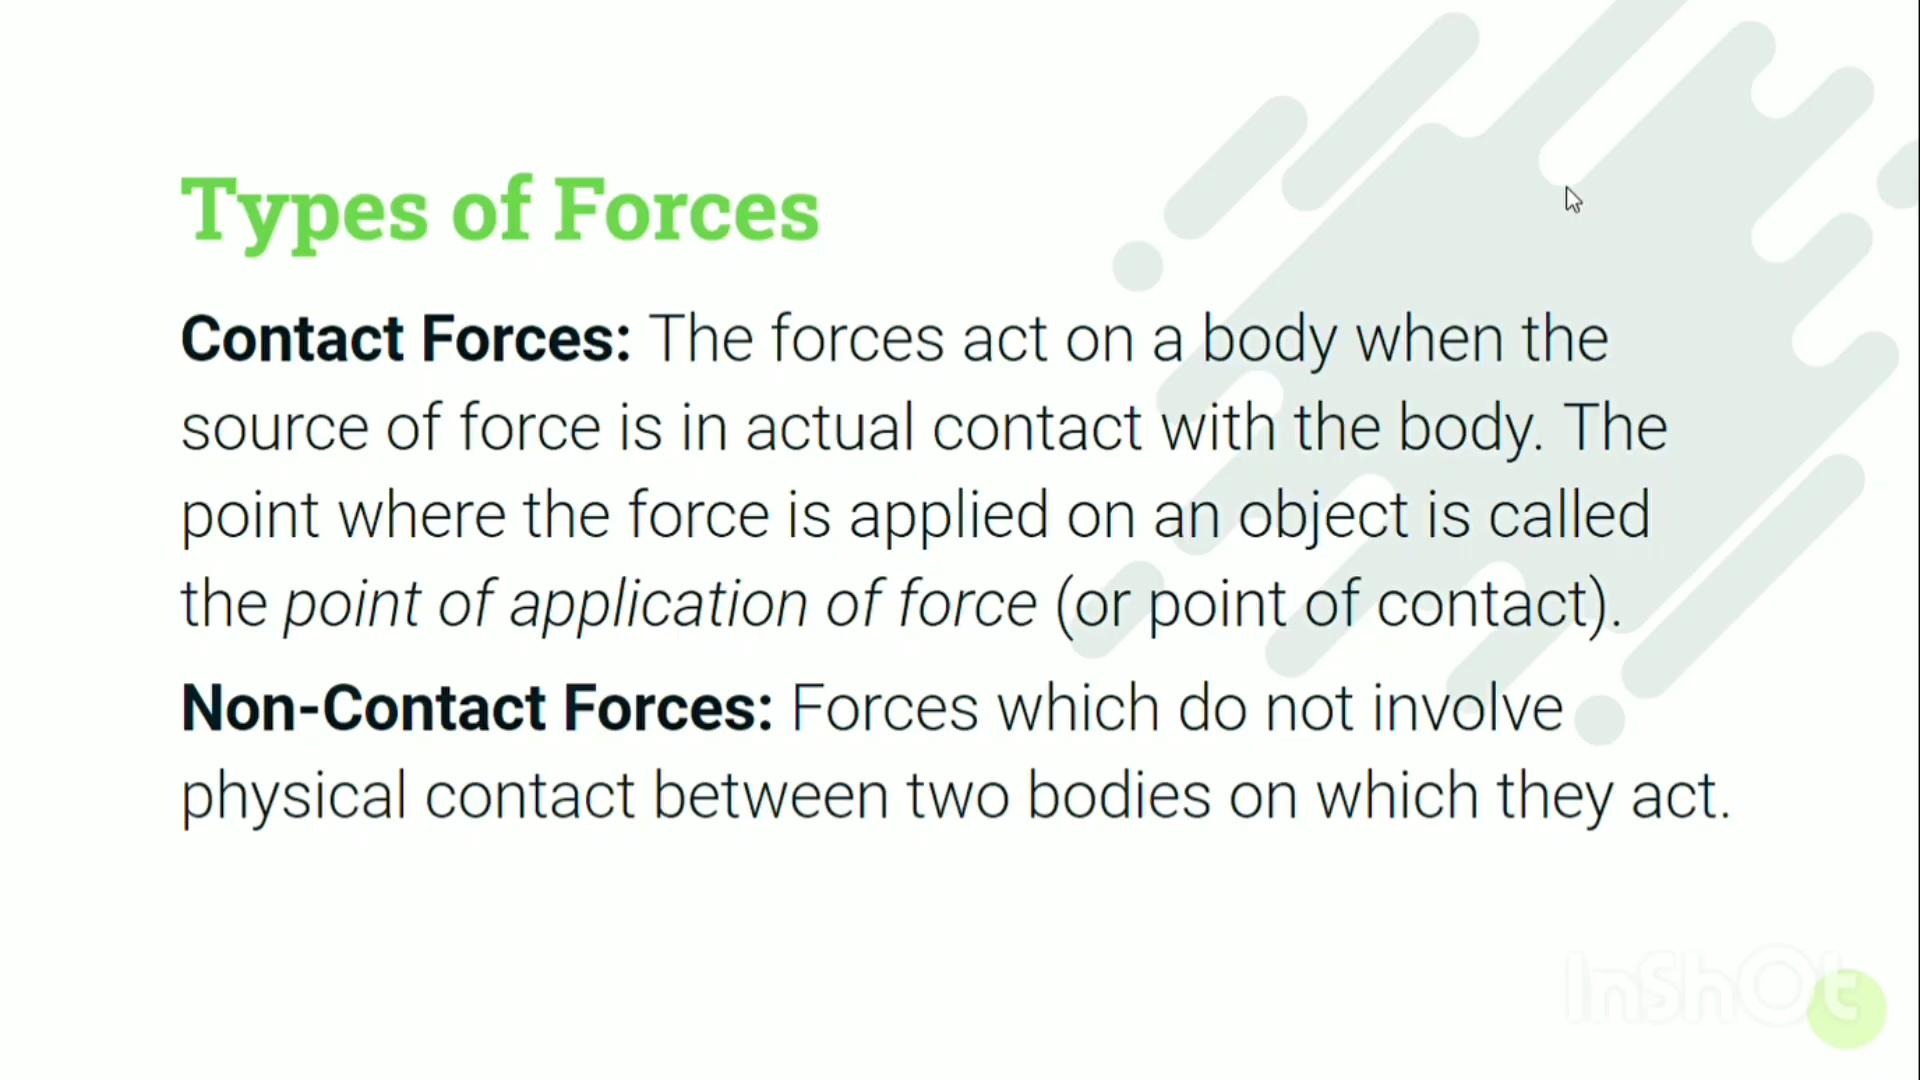 Types of Forces
Contact Forces: The forces act on a body when the
source of force is in actual contact with the body. The
point where the force is applied on an object is called
the point of application of force (or point of contact).
Non-Contact Forces: Forces which do not involve
physical contact between two bodies on which they act.
InShOt